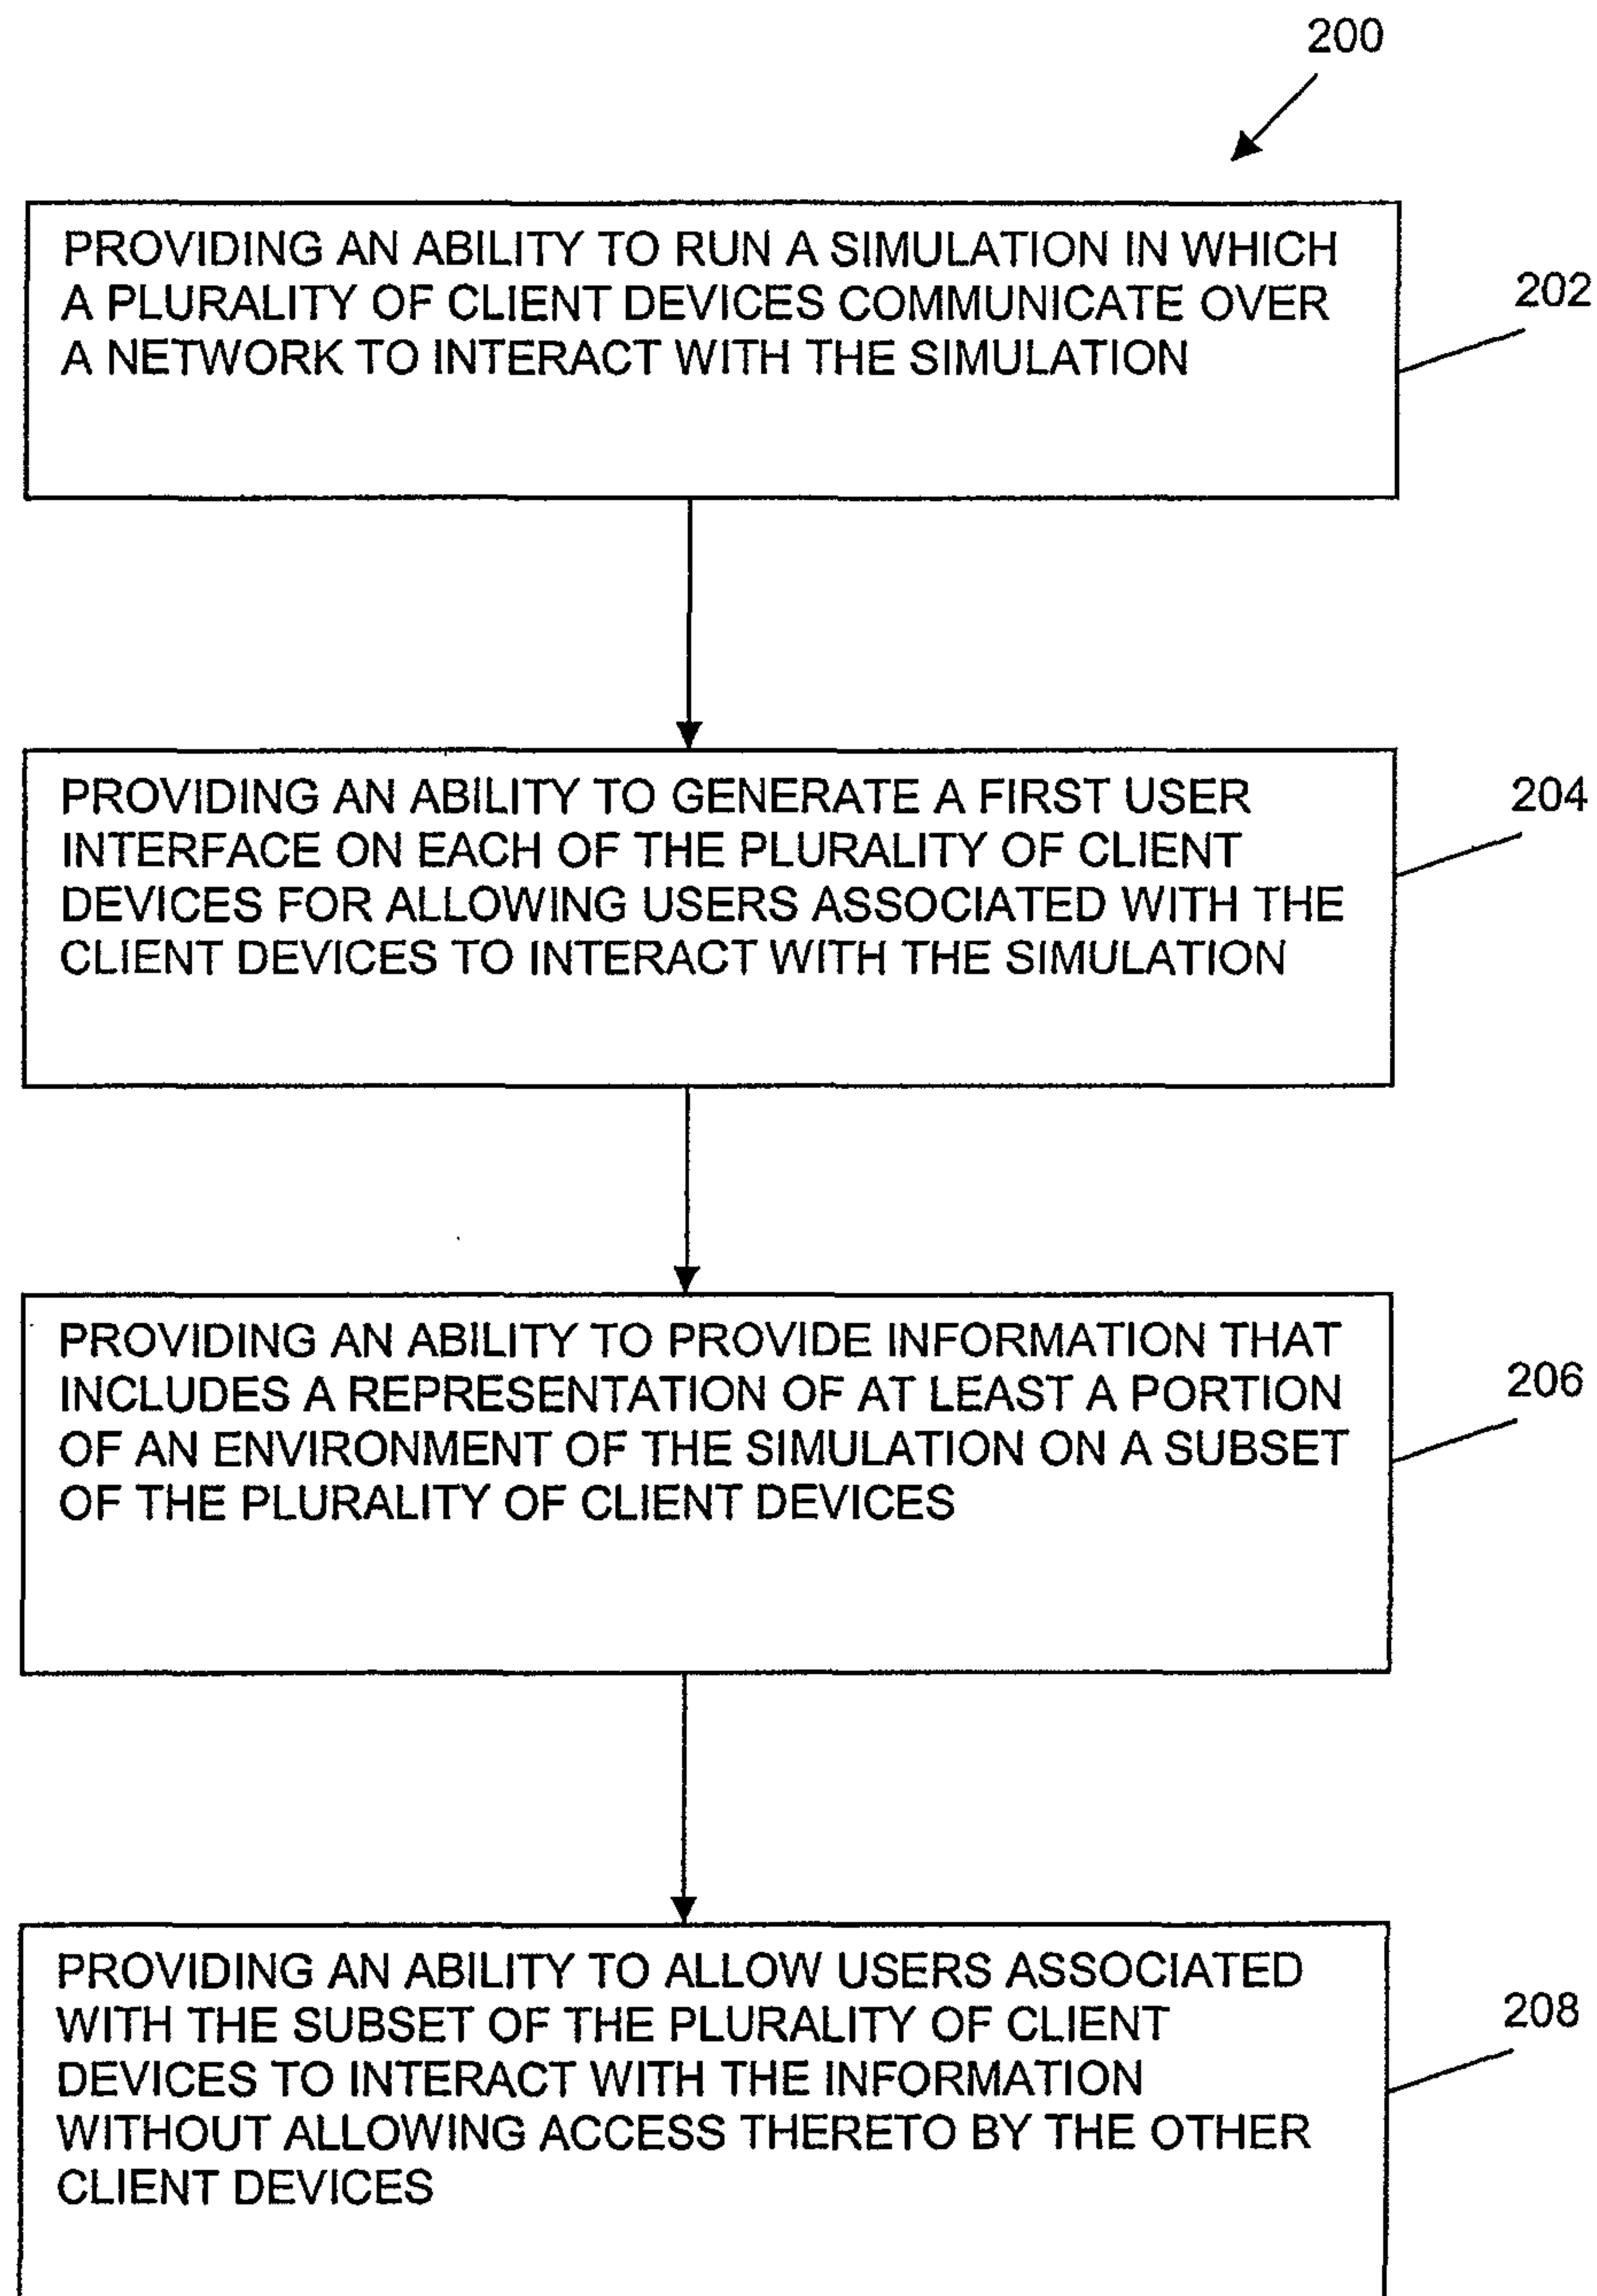 200
PROVIDING AN ABILITY TO RUN A SIMULATION IN WHICH
A PLURALITY OF CLIENT DEVICES COMMUNICATE OVER
A NETWORK TO INTERACT WITH THE SIMULATION
202
PROVIDING AN ABILITY TO GENERATE A FIRST USER
INTERFACE ON EACH OF THE PLURALITY OF CLIENT
DEVICES FOR ALLOWING USERS ASSOCIATED WITH THE
CLIENT DEVICES TO INTERACT WITH THE SIMULATION
204
PROVIDING AN ABILITY TO PROVIDE INFORMATION THAT
INCLUDES A REPRESENTATION OF AT LEAST A PORTION
OF AN ENVIRONMENT OF THE SIMULATION ON A SUBSET
OF THE PLURALITY OF CLIENT DEVICES
206
PROVIDING AN ABILITY TO ALLOW USERS ASSOCIATED
WITH THE SUBSET OF THE PLURALITY OF CLIENT
DEVICES TO INTERACT WITH THE INFORMATION
WITHOUT ALLOWING ACCESS THERETO BY THE OTHER
CLIENT DEVICES
208